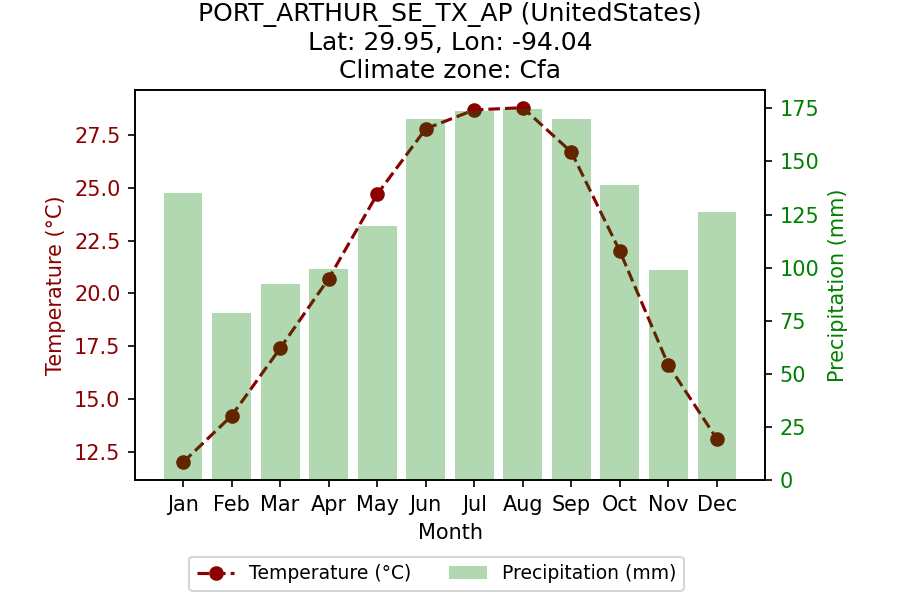 PORT_ARTHUR_SE_TX_AP (UnitedStates)
Lat: 29.95, Lon: -94.04
Climate zone: Cfa
Temperature (°C)
27.5
25.0
22.5
20.0
17.5
15.0
12.5
175
150
125
100
75
50
25
0
Precipitation (mm)
Jan Feb Mar Apr May Jun Jul Aug Sep Oct Nov Dec
Month
Temperature (°C) Precipitation (mm)